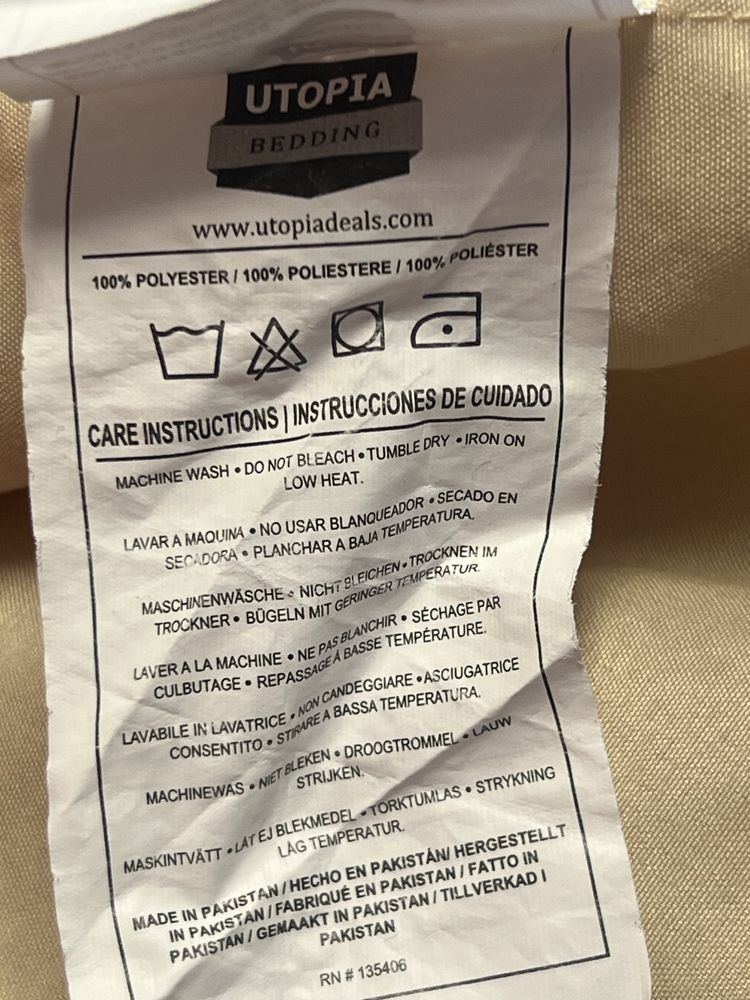 UTOPIA
BEDDING
www.utopiadeals.com
100% POLYESTER / 100% POLIESTERE / 100% POLIÉSTER
CARE INSTRUCTIONS | INSTRUCCIONES DE CUIDADO
MACHINE WASH • DO NOT BLEACH • TUMBLE DRY • IRON ON
LOW HEAT.
LAVAR A MAQUINA • NO USAR BLANQUEADOR • SECADO EN
SECADORA • PLANCHAR A BAJA TEMPERATURA.
MASCHINENWÄSCHE • NICHT BLEICHEN • TROCKNEN IM
TROCKNER • BÜGELN MIT GERINGER TEMPERATUR.
LAVER A LA MACHINE • NE PAS BLANCHIR • SÉCHAGE PAR
CULBUTAGE • REPASSAGE À BASSE TEMPÉRATURE.
LAVABILE IN LAVATRICE • NON CANDEGGIARE • ASCIUGATRICE
CONSENTITO • STIRARE A BASSA TEMPERATURA.
MACHINEWAS • NIET BLEKEN • DROOGTROMMEL • LAUW
STRIJKEN.
MASKINTVÄTT • LÅT EJ BLEKMEDEL • TORKTUMLAS • STRYKNING
LÅG TEMPERATUR.
MADE IN PAKISTAN / HECHO EN PAKISTÁN/ HERGESTELLT
IN PAKISTAN / FABRIQUÉ EN PAKISTAN / FATTO IN
PAKISTAN / GEMAAKT IN PAKISTAN / TILLVERKAD I
PAKISTAN
RN # 135406